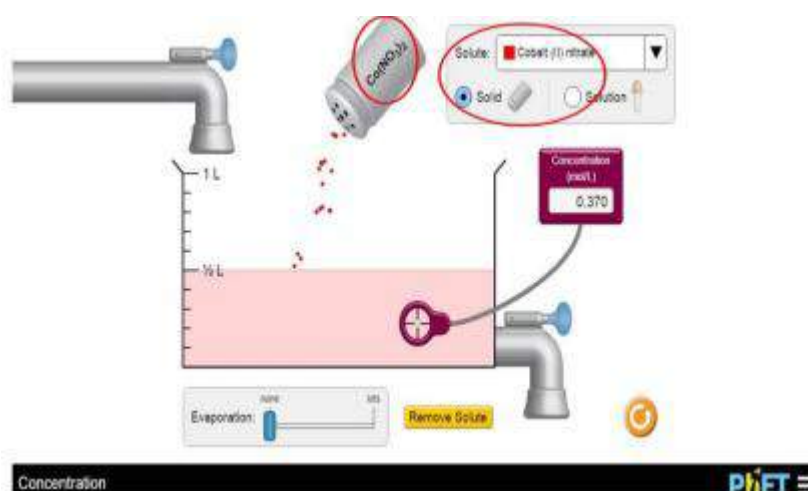 Solute: Cobalt (II) nitrate
Co(NO3)2
Solid
Solution
Concentration
(mol/L)
0.370
1 L
½ L
none
lots
Evaporation:
Remove Solute
Concentration
PhET